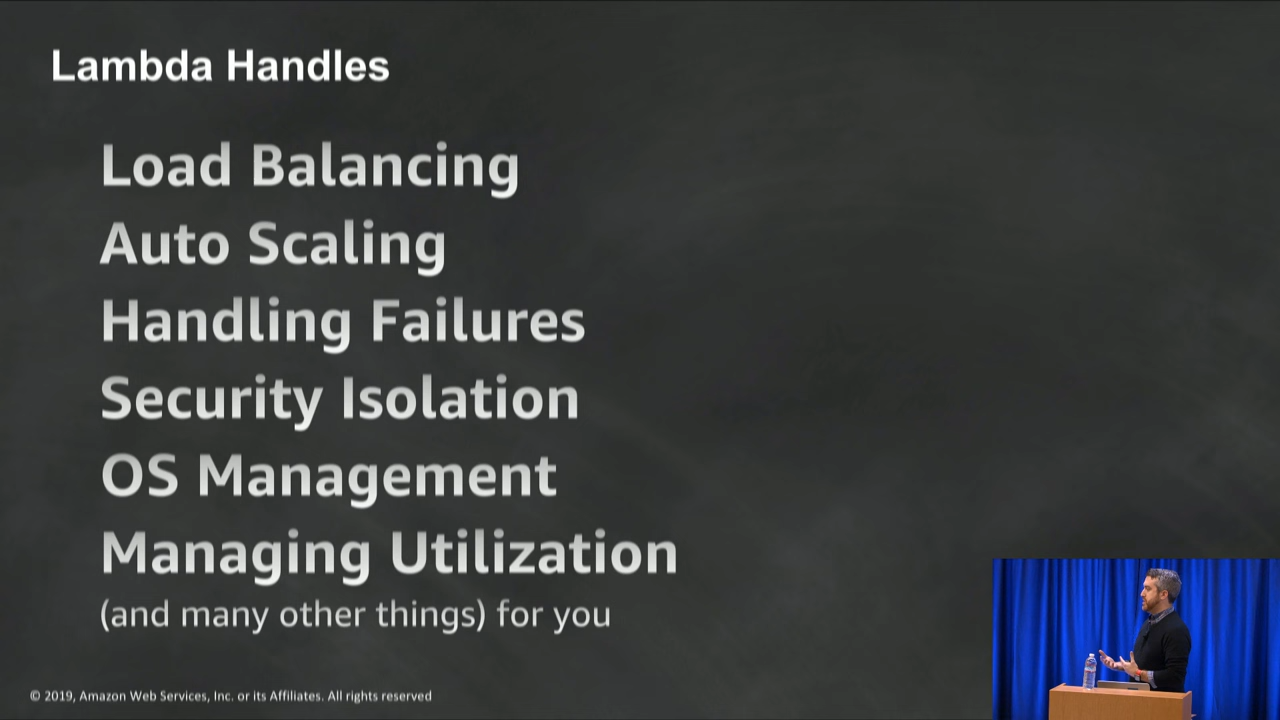 Lambda Handles
Load Balancing
Auto Scaling
Handling Failures
Security Isolation
OS Management
Managing Utilization
(and many other things) for you
© 2019, Amazon Web Services, Inc. or its Affiliates. All rights reserved